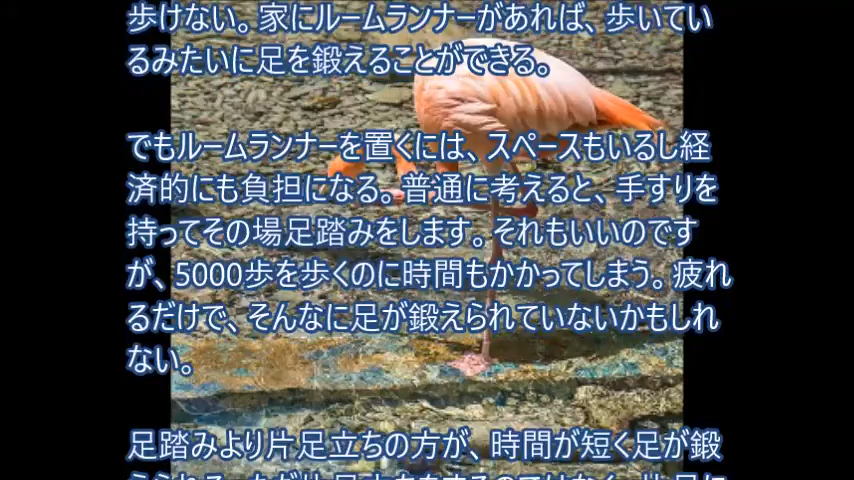 歩けない。家にルームランナーがあれば、歩いてい
るみたいに足を鍛えることができる。
でもルームランナーを置くには、スペースもいるし経
済的にも負担になる。普通に考えると、手すりを
持ってその場足踏みをします。それもいいのです
が、5000歩を歩くのに時間もかかってしまう。疲れ
るだけで、そんなに足が鍛えられていないかもしれ
ない。
足踏みより片足立ちの方が、時間が短く足が鍛